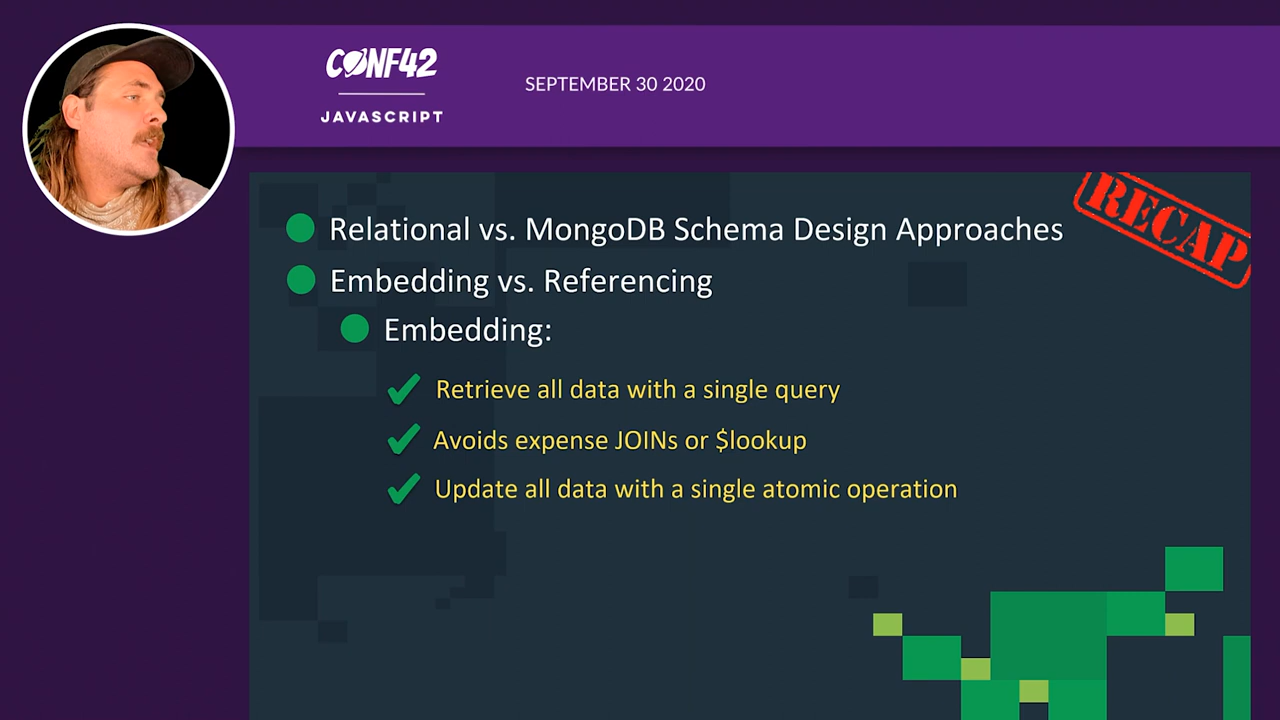 CONF42
JAVASCRIPT
SEPTEMBER 30 2020
RECAP
Relational vs. MongoDB Schema Design Approaches
Embedding vs. Referencing
Embedding:
Retrieve all data with a single query
Avoids expense JOINs or $lookup
Update all data with a single atomic operation